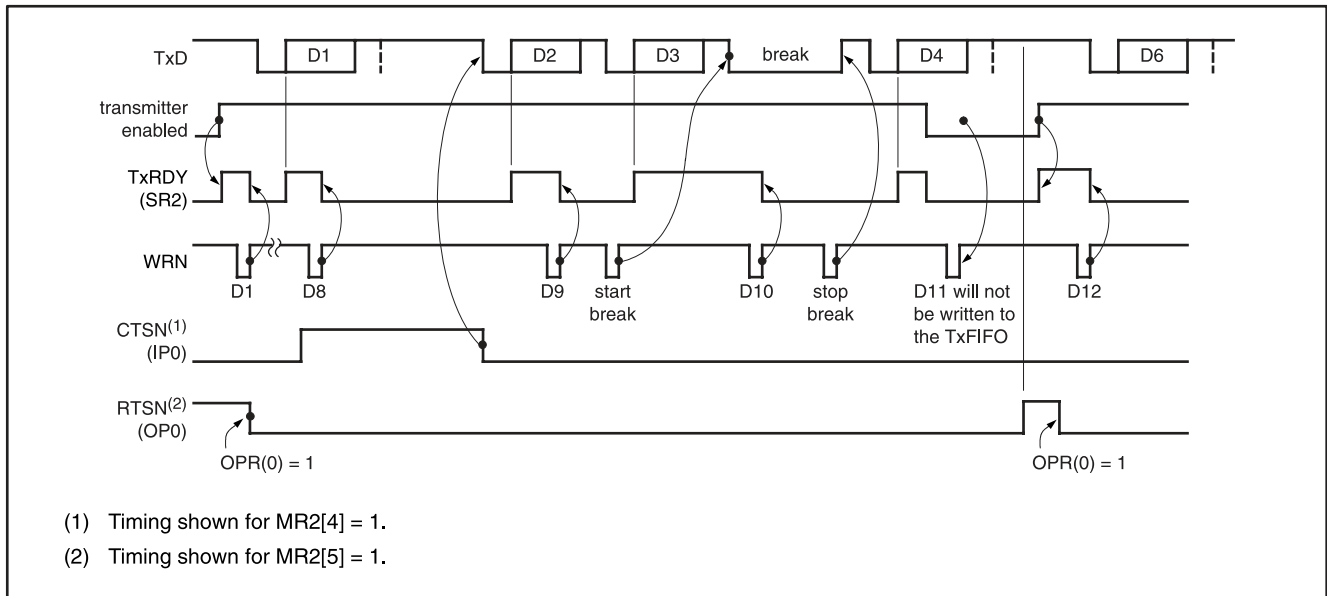 TxD
D1
D2
D3
break
D4
D6
transmitter
enabled
TxRDY
(SR2)
WRN
D1
D8
D9
start
break
D10
stop
break
D11 will not
be written to
the TxFIFO
D12
CTSN(1)
(IP0)
RTSN(2)
(OP0)
OPR(0) = 1
OPR(0) = 1
(1) Timing shown for MR2[4] = 1.
(2) Timing shown for MR2[5] = 1.